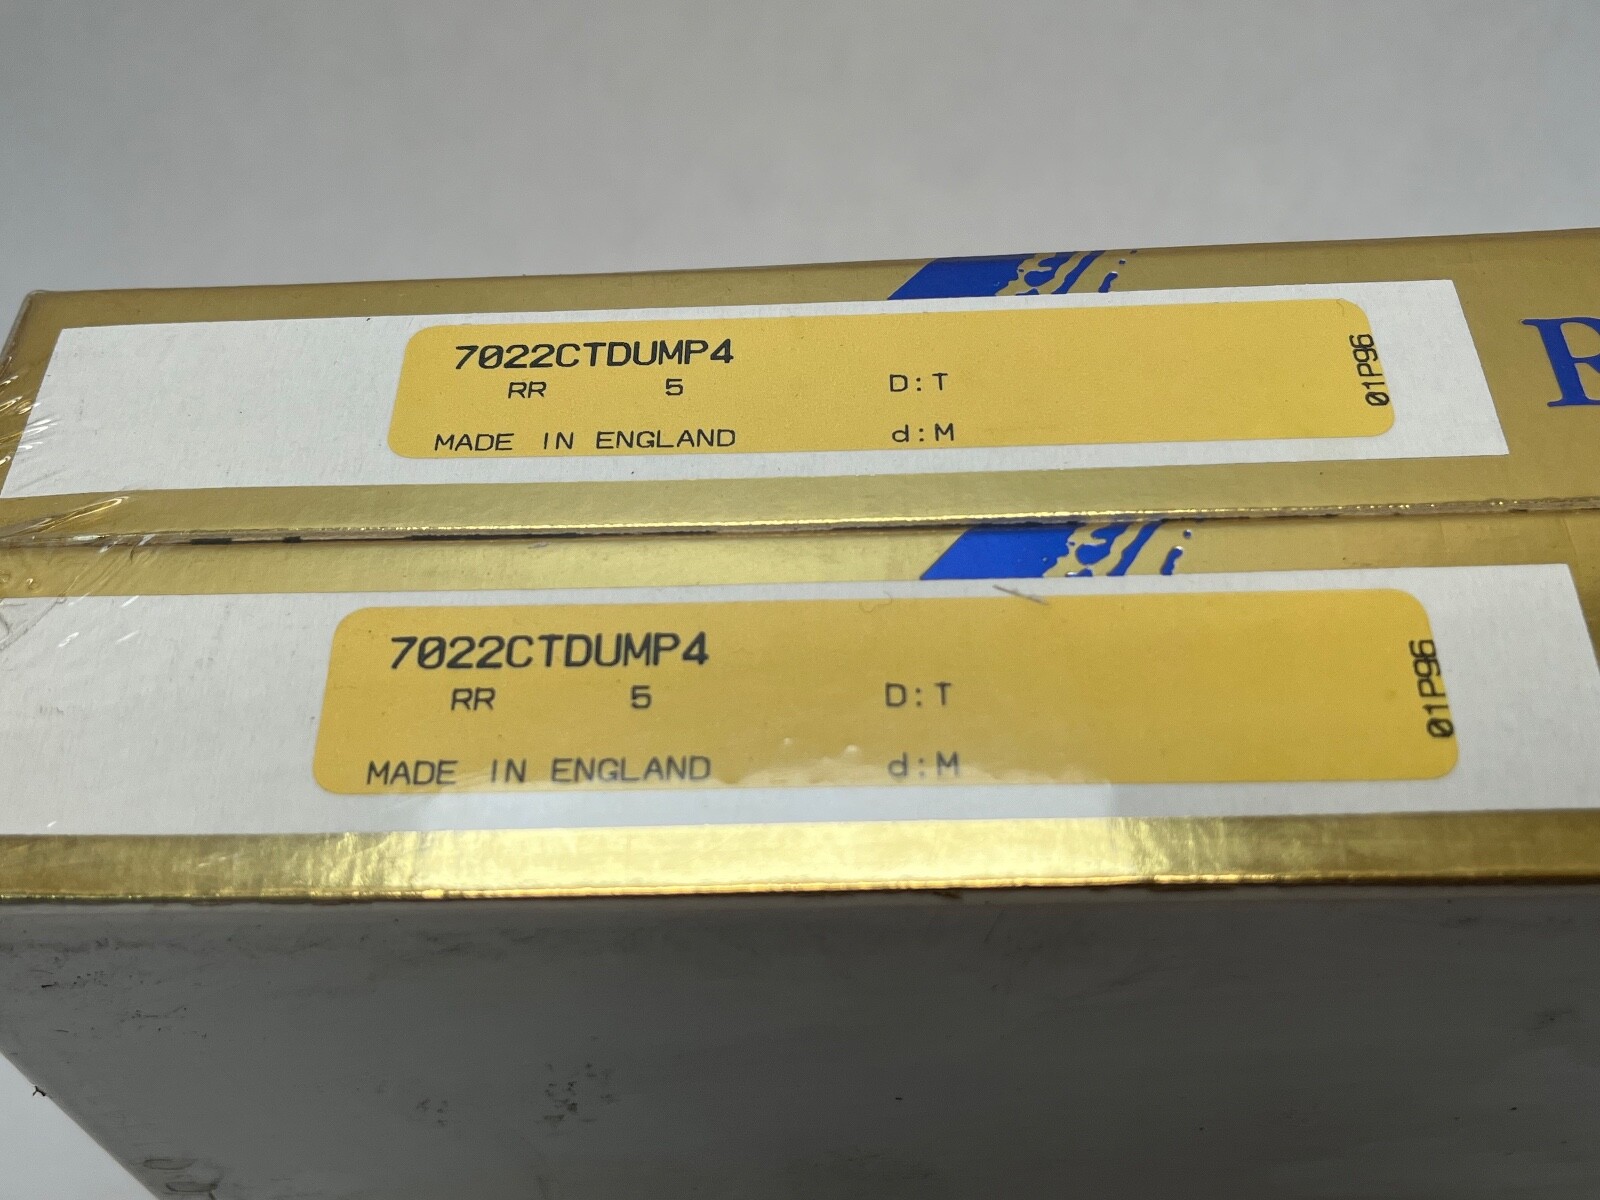 7022CTDUMP4
RR 5 D:T
MADE IN ENGLAND d:M
01P96
R
7022CTDUMP4
RR 5 D:T
MADE IN ENGLAND d:M
01P96